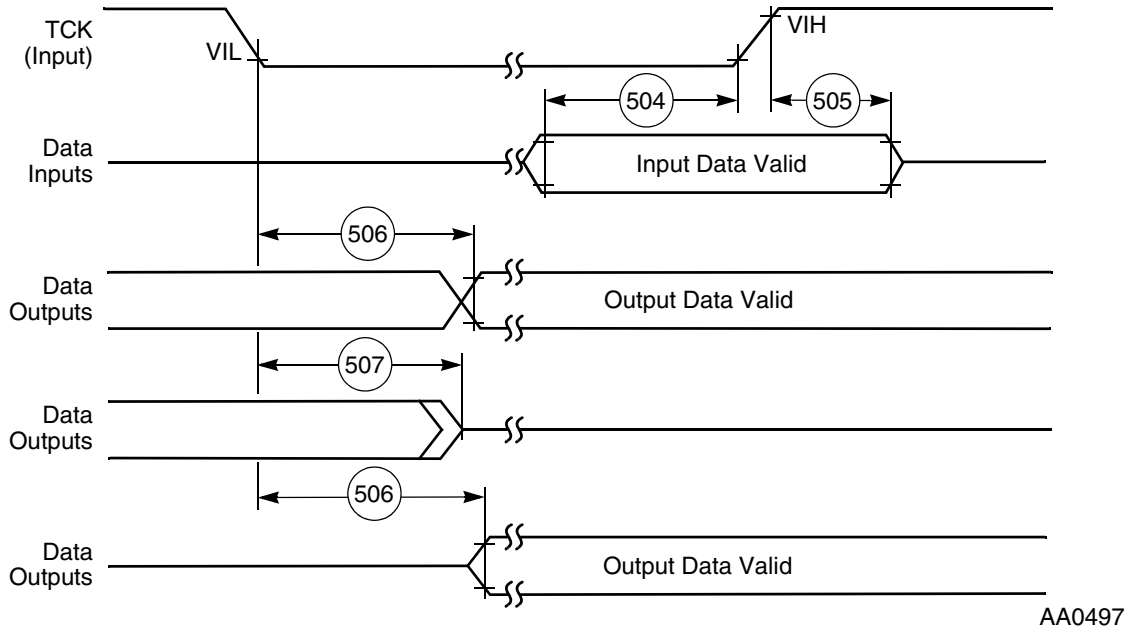 TCK
(Input)
VIL
VIH
504
505
Data
Inputs
Input Data Valid
506
Data
Outputs
Output Data Valid
507
Data
Outputs
506
Data
Outputs
Output Data Valid
AA0497